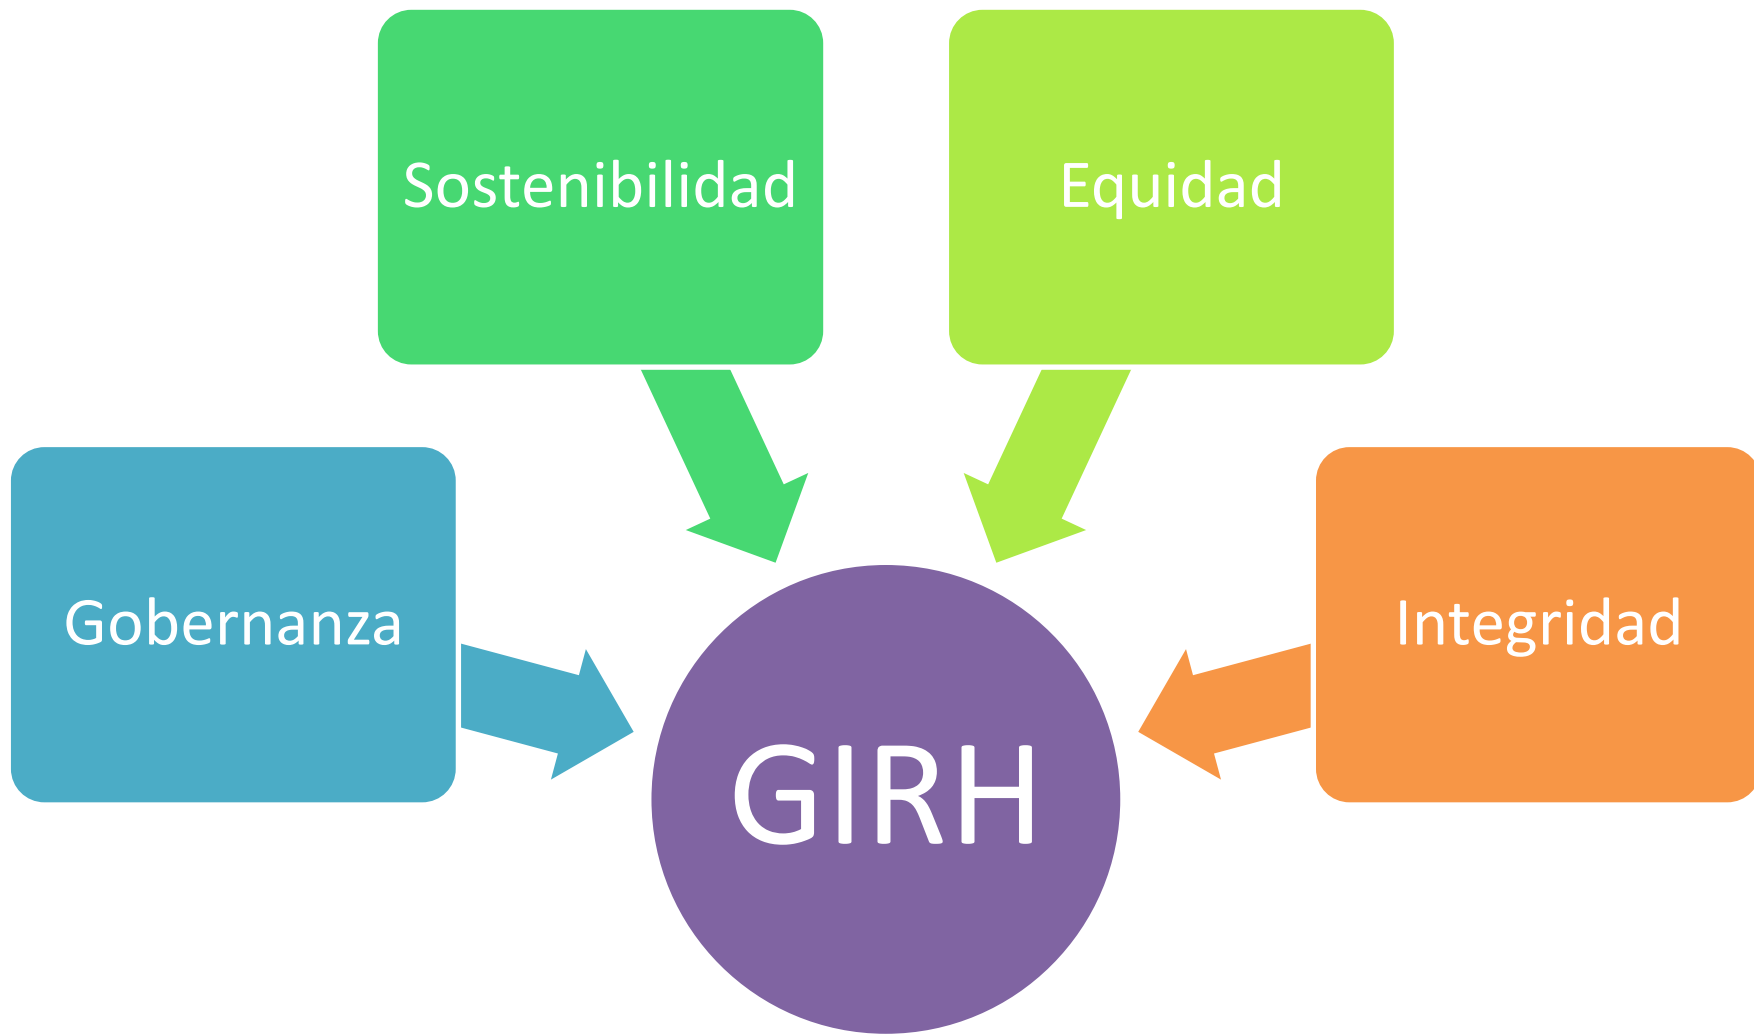 Sostenibilidad
Equidad
Gobernanza
Integridad
GIRH